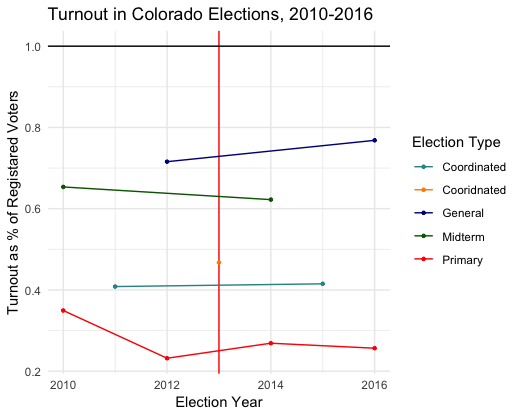 Turnout in Colorado Elections, 2010-2016
Turnout as % of Registared Voters
1.0
0.8
0.6
0.4
0.2
2010 2012 2014 2016
Election Year
Election Type
Coordinated
Cooridnated
General
Midterm
Primary